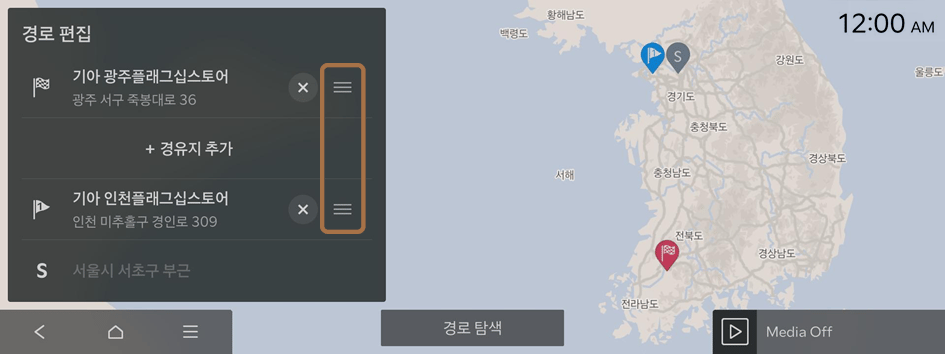 경로 편집
기아 광주플래그십스토어
광주 서구 죽봉대로 36
+ 경유지 추가
1
기아 인천플래그십스토어
인천 미추홀구 경인로 309
S 서울시 서초구 부근
황해남도
백령도
12:00 AM
S
강원도
울릉도
경기도
충청북도
경상북도
서해
충청남도
전북도
경상남도
전라남도
경로 탐색
Media Off